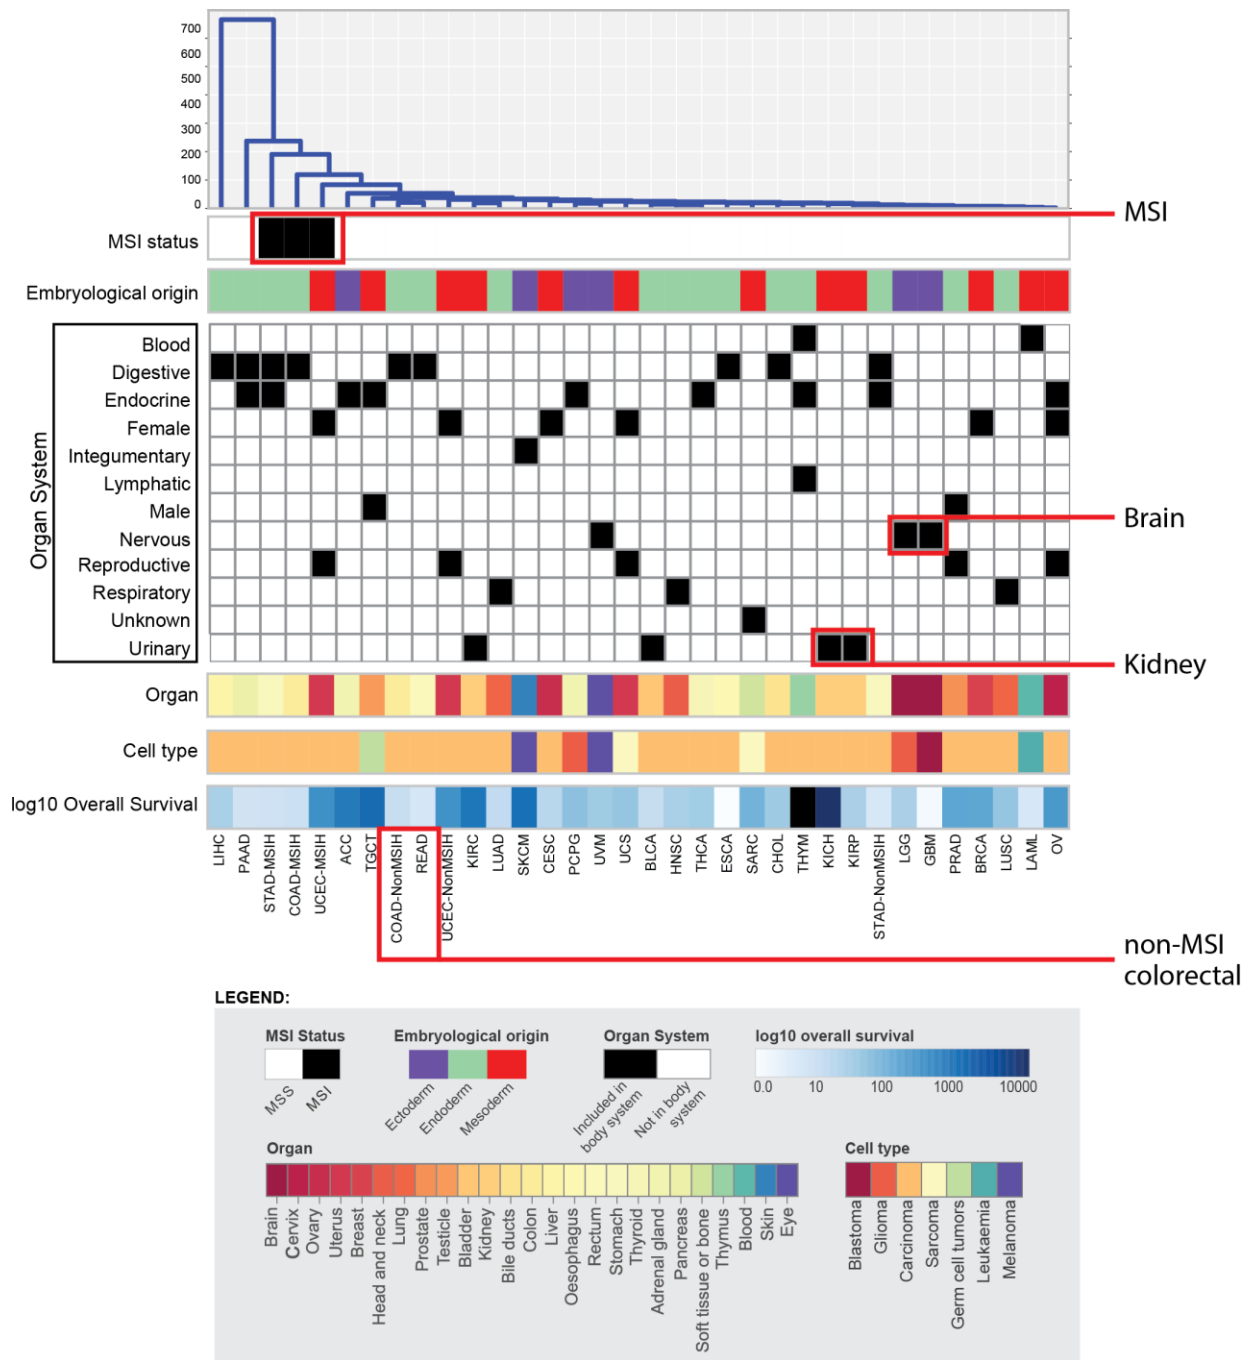 700
600
500
400
300
200
100
0
MSI status
MSI
Embryological origin
Organ System
Blood
Digestive
Endocrine
Female
Integumentary
Lymphatic
Male
Nervous
Reproductive
Respiratory
Unknown
Urinary
Brain
Kidney
Organ
Cell type
log10 Overall Survival
LIHC
PAAD
STAD-MSIH
COAD-MSIH
UCEC-MSIH
ACC
TGCT
COAD-NonMSIH
READ
UCEC-NonMSIH
KIRC
LUAD
SKCM
CESC
PCPG
UVM
UCS
BLCA
HNSC
THCA
ESCA
SARC
CHOL
THYM
KICH
KIRP
STAD-NonMSIH
LGG
GBM
PRAD
BRCA
LUSC
LAML
OV
non-MSI
colorectal
LEGEND:
MSI Status
MSS
MSI
Embryological origin
Ectoderm
Endoderm
Mesoderm
Organ System
Included in
body system
Not in body
system
log10 overall survival
0.0 10 100 1000 10000
Organ
Brain
Cervix
Ovary
Uterus
Breast
Head and neck
Lung
Prostate
Testicle
Bladder
Kidney
Bile ducts
Colon
Liver
Oesophagus
Rectum
Stomach
Thyroid
Adrenal gland
Pancreas
Soft tissue or bone
Thymus
Blood
Skin
Eye
Cell type
Blastoma
Glioma
Carcinoma
Sarcoma
Germ cell tumors
Leukaemia
Melanoma